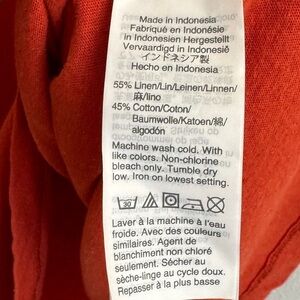 Made in Indonesia
Fabriqué en Indonésie
in Indonesien Hergestellt
Vervaardigd in Indonesië
インドネシア製
Hecho en Indonesia
55% Linen/Lin/Leinen/Linnen/
麻/lino
45% Cotton/Coton/
Baumwolle/Katoen/綿/
algodón
Machine wash cold. With
like colors. Non-chlorine
bleach only. Tumble dry
low. Iron on lowest setting.
30
Laver à la machine à l'eau
froide. Avec des couleurs
similaires. Agent de
blanchiment non chloré
seulement. Sécher au
sèche-linge au cycle doux.
Repasser à la plus basse